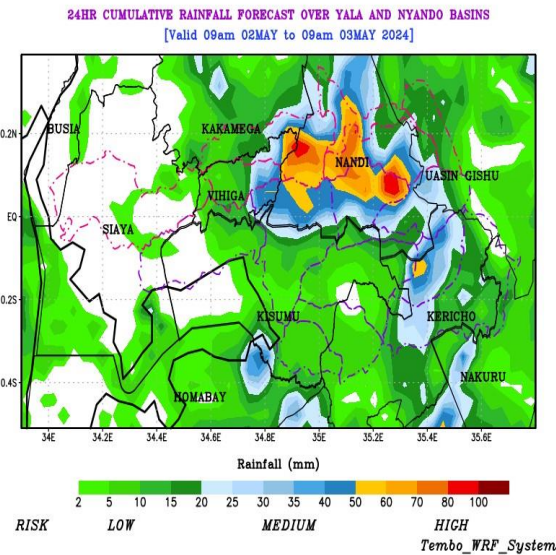 24HR CUMULATIVE RAINFALL FORECAST OVER YALA AND NYANDO BASINS
[Valid 09am 02MAY to 09am 03MAY 2024]
BUSIA KAKAMEGA
0.2N
NANDI
UASIN GISHU
VIHIGA
EQ
SIAYA
0.2S
KISUMU KERICHO
NAKURU
0.4S
HOMABAY
34E 34.2E 34.4E 34.6E 34.8E 35E 35.2E 35.4E 35.6E
Rainfall (mm)
2 5 10 15 20 25 30 35 40 50 60 70 80 100
RISK LOW MEDIUM HIGH
Tembo_WRF_System